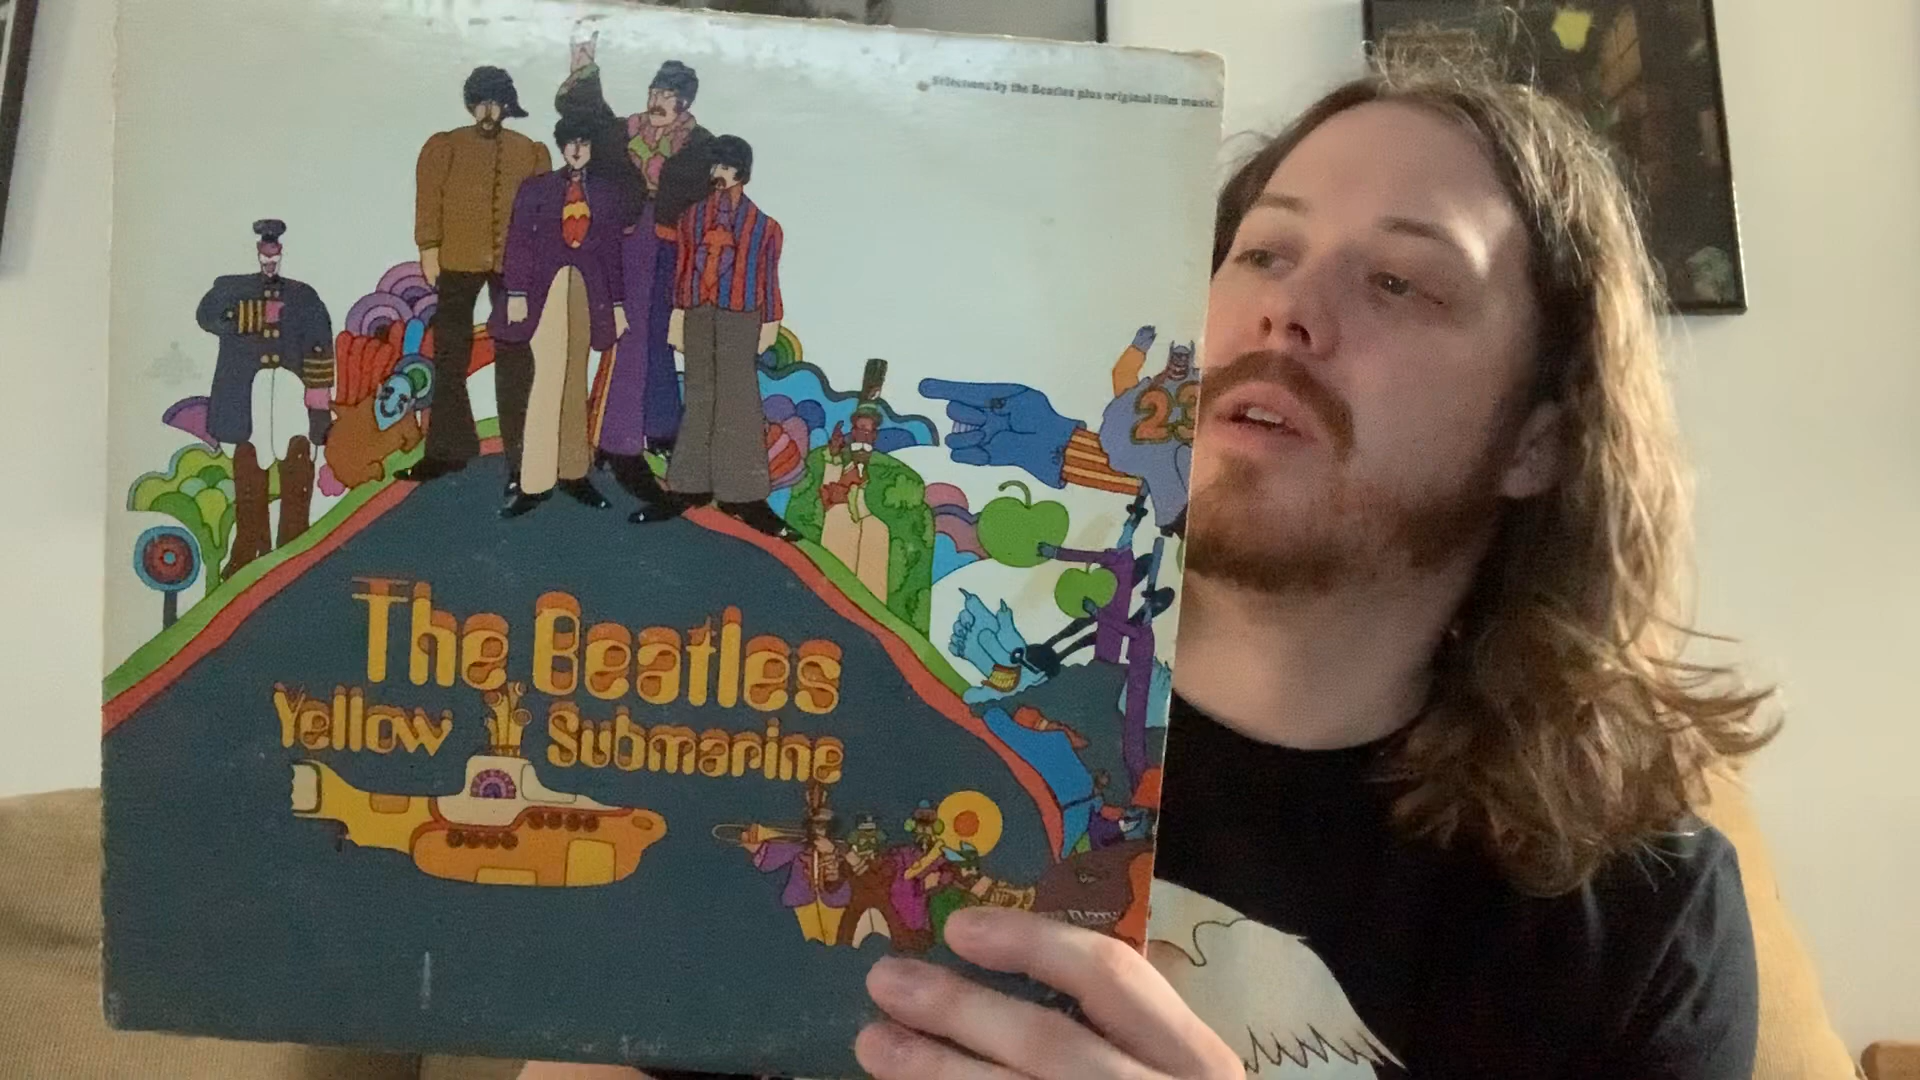 Selections by the Beatles plus original film music.
23
The Beatles
Yellow Submarine